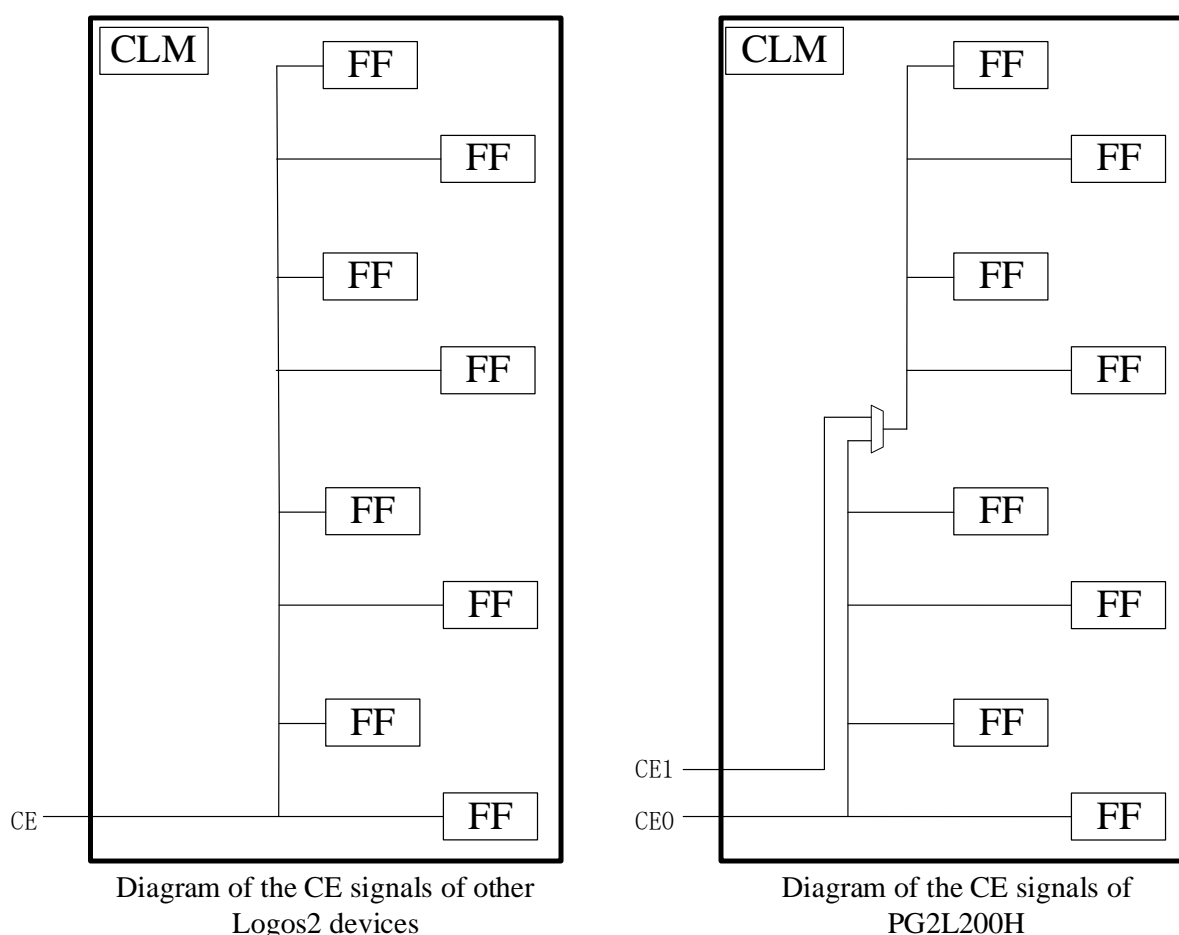 CLM
FF
FF
FF
FF
FF
FF
FF
FF
CE
Diagram of the CE signals of other
Logos2 devices
CLM
FF
FF
FF
FF
FF
FF
FF
CE1
CE0
FF
Diagram of the CE signals of
PG2L200H